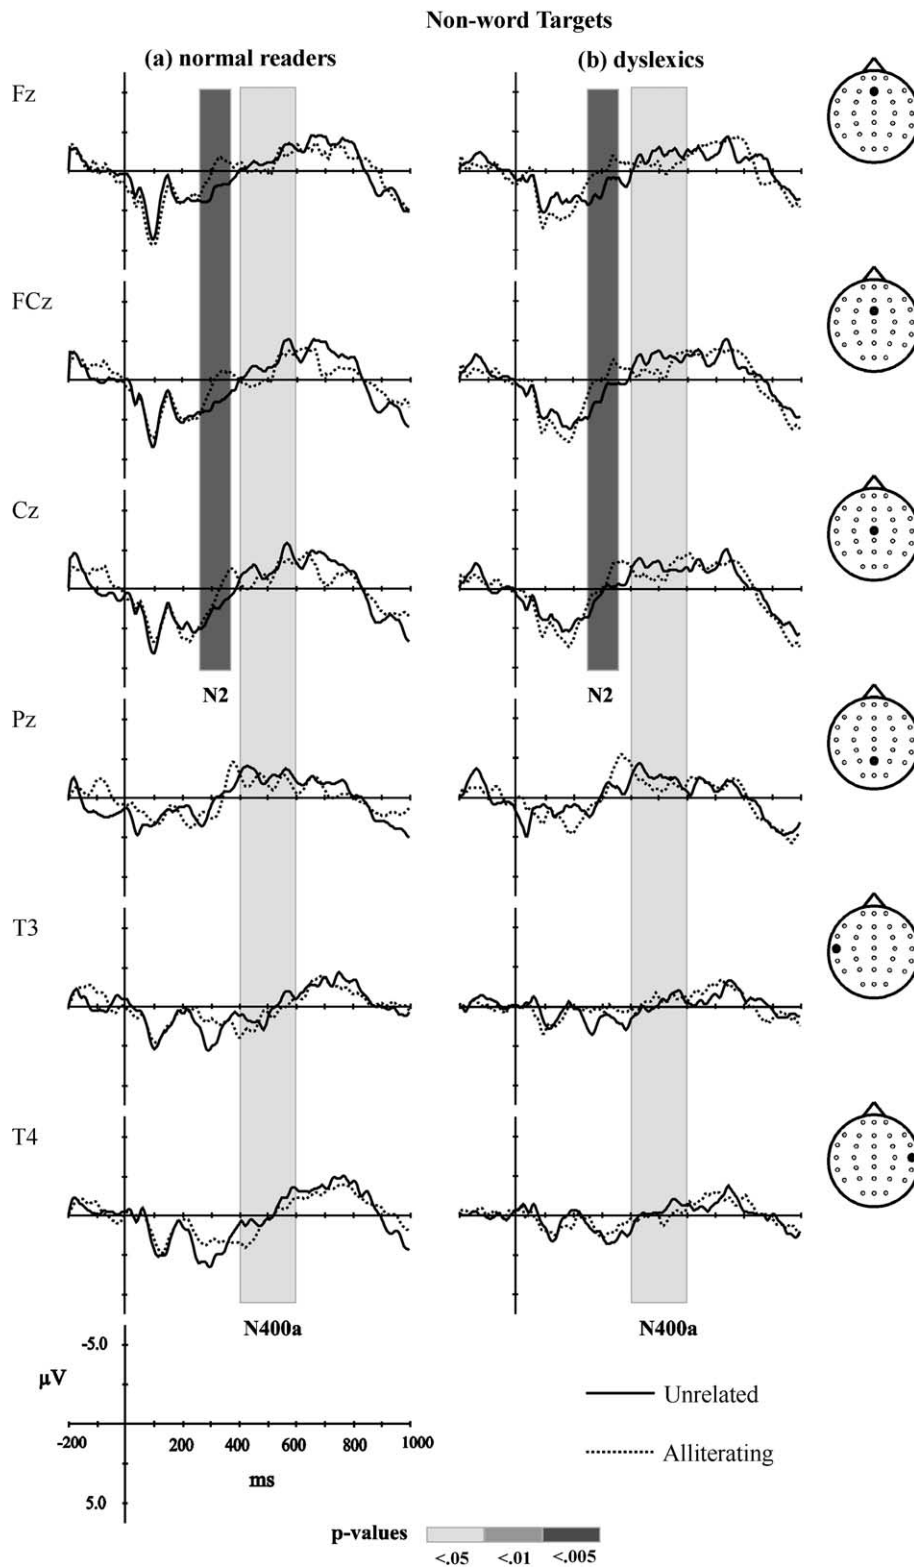 Non-word Targets
(a) normal readers
(b) dyslexics
Fz
FCz
Cz
N2
N2
Pz
T3
T4
N400a
N400a
-5.0
µV
-200 200 400 600 800 1000
ms
5.0
Unrelated
Alliterating
p-values
<.05 <.01 <.005